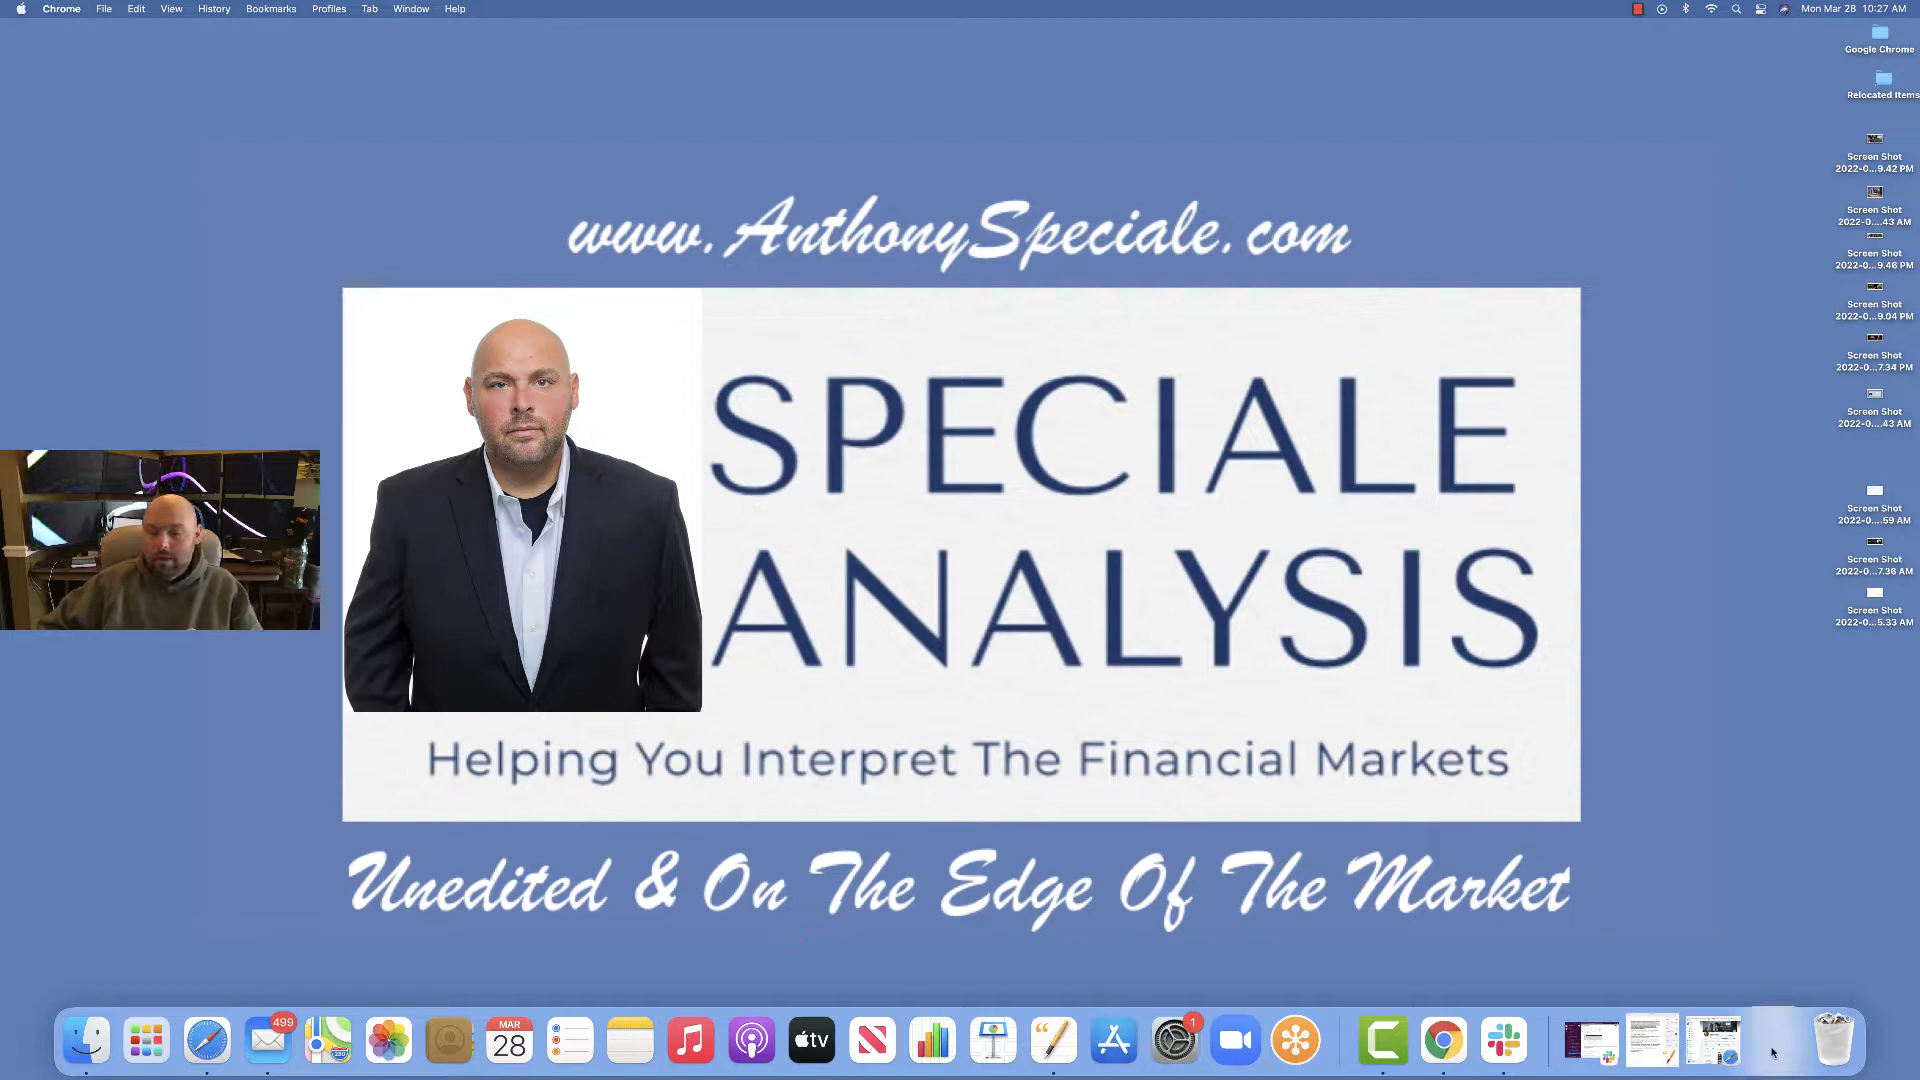 Chrome File Edit View History Bookmarks Profiles Tab Window Help
Mon Mar 28 10:27 AM
Google Chrome
Relocated Items
Screen Shot
2022-0...9.42 PM
Screen Shot
2022-0....43 AM
Screen Shot
2022-0...9.46 PM
Screen Shot
2022-0...9.04 PM
Screen Shot
2022-0...7.34 PM
Screen Shot
2022-0....43 AM
Screen Shot
2022-0....59 AM
Screen Shot
2022-0...7.36 AM
Screen Shot
2022-0...5.33 AM
www.AnthonySpeciale.com
SPECIALE
ANALYSIS
Helping You Interpret The Financial Markets
Unedited & On The Edge Of The Market
499
280
MAR
28
tv
1